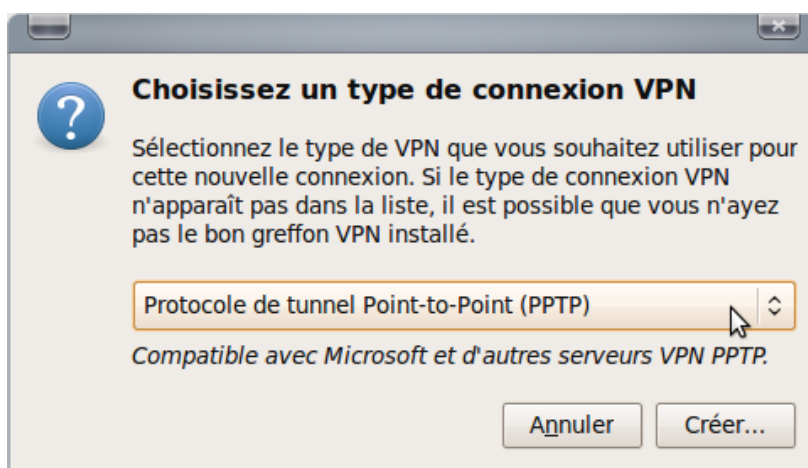 Choisissez un type de connexion VPN
Sélectionnez le type de VPN que vous souhaitez utiliser pour
cette nouvelle connexion. Si le type de connexion VPN
n'apparaît pas dans la liste, il est possible que vous n'ayez
pas le bon greffon VPN installé.
Protocole de tunnel Point-to-Point (PPTP)
Compatible avec Microsoft et d'autres serveurs VPN PPTP.
Annuler Créer...